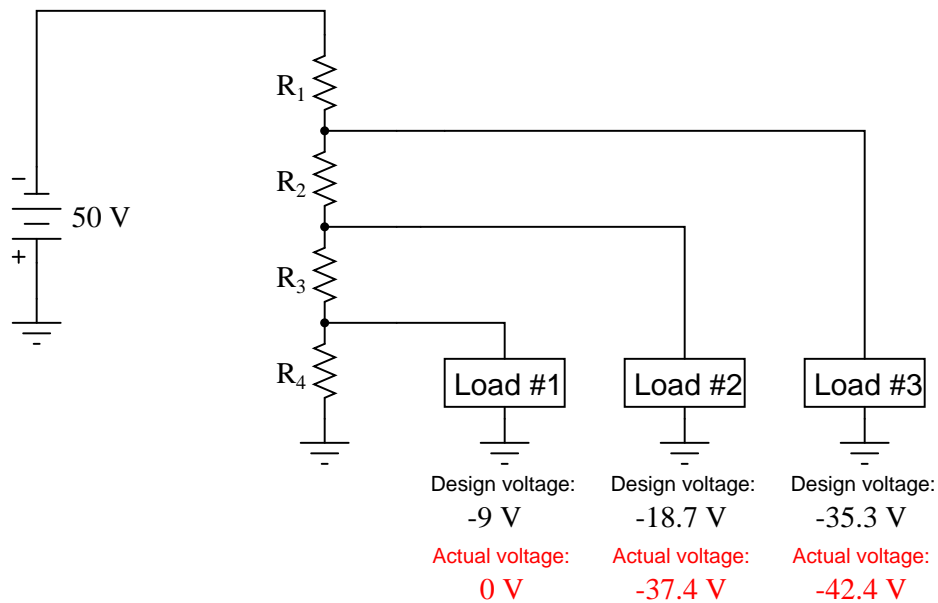 R1
R2
R3
R4
-
50 V
+
Load #1 Load #2 Load #3
Design voltage: Design voltage: Design voltage:
-9 V -18.7 V -35.3 V
Actual voltage: Actual voltage: Actual voltage:
0 V -37.4 V -42.4 V